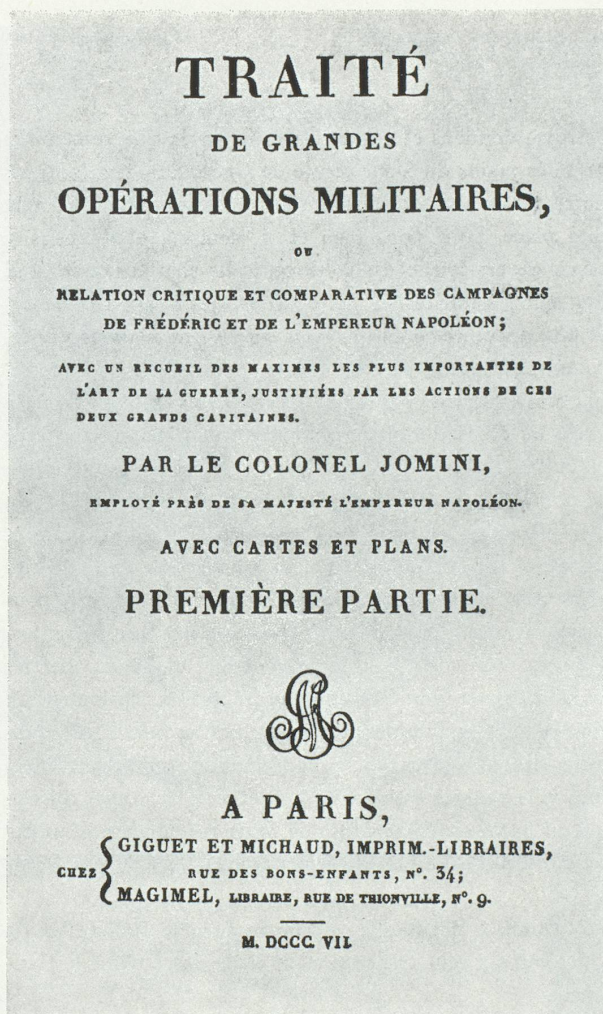 TRAITÉ
DE GRANDES
OPÉRATIONS MILITAIRES,
OU
RELATION CRITIQUE ET COMPARATIVE DES CAMPAGNES
DE FRÉDÉRIC ET DE L'EMPEREUR NAPOLÉON;
AVEC UN RECUEIL DES MAXIMES LES PLUS IMPORTANTES DE
L'ART DE LA GUERRE, JUSTIFIÉES PAR LES ACTIONS DE CES
DEUX GRANDS CAPITAINES.
PAR LE COLONEL JOMINI,
EMPLOYÉ PRÈS DE SA MAJESTÉ L'EMPEREUR NAPOLÉON.
AVEC CARTES ET PLANS.
PREMIÈRE PARTIE.
A PARIS,
GIGUET ET MICHAUD, IMPRIM.-LIBRAIRES,
CHEZ RUE DES BONS-ENFANTS, N°. 34;
MAGIMEL, LIBRAIRE, RUE DE THIONVILLE, N°. 9.
M. DCCC. VII.